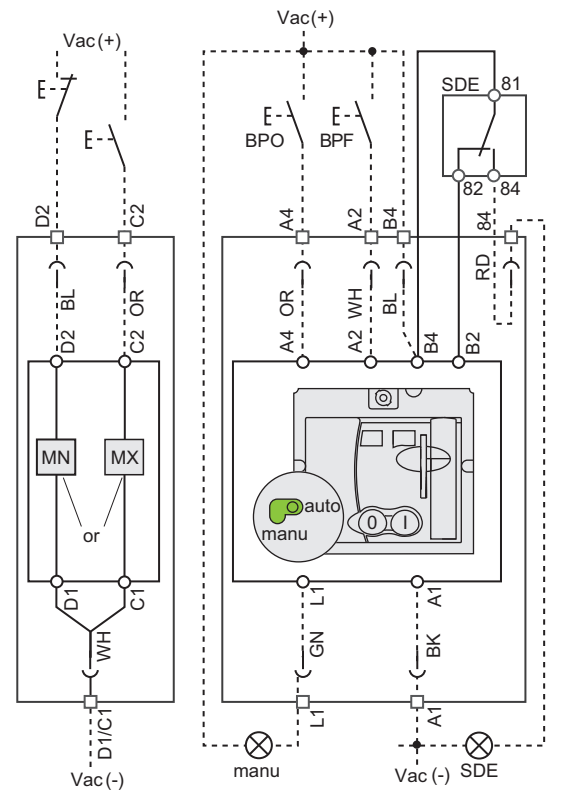 Vac (+)
D2
C2
BL
OR
D2
C2
MN
MX
or
D1
C1
WH
D1/C1
Vac (-)
Vac (+)
BPO
BPF
SDE
81
82
84
A4
A2
B4
84
OR
WH
BL
RD
A4
A2
B4
B2
auto
manu
0
I
L1
A1
GN
BK
L1
A1
manu
Vac (-)
SDE